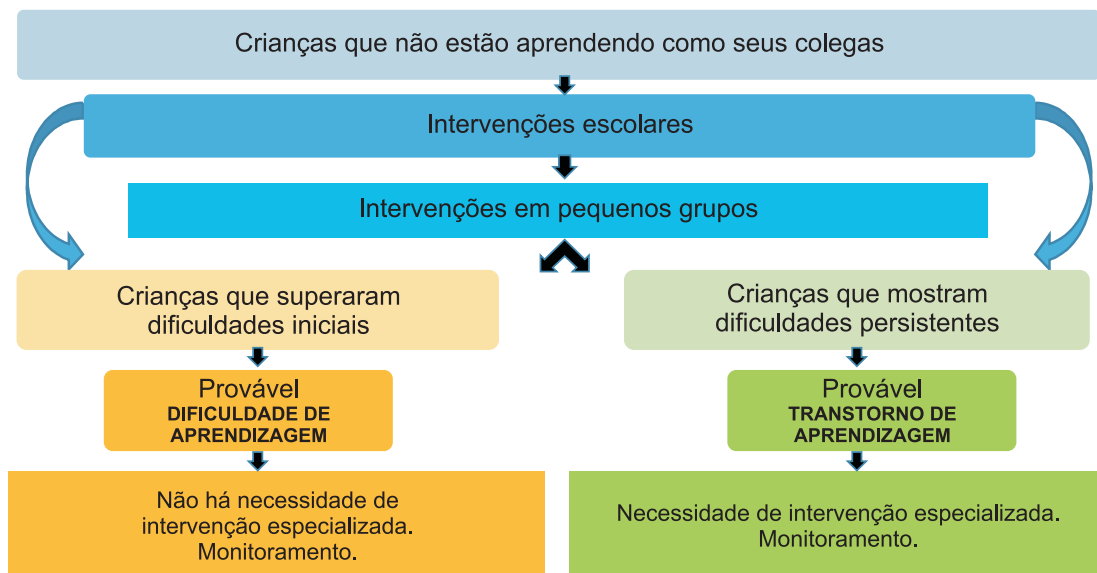 Crianças que não estão aprendendo como seus colegas
Intervenções escolares
Intervenções em pequenos grupos
Crianças que superaram
dificuldades iniciais
Provável
DIFICULDADE DE
APRENDIZAGEM
Não há necessidade de
intervenção especializada.
Monitoramento.
Crianças que mostram
dificuldades persistentes
Provável
TRANSTORNO DE
APRENDIZAGEM
Necessidade de intervenção especializada.
Monitoramento.